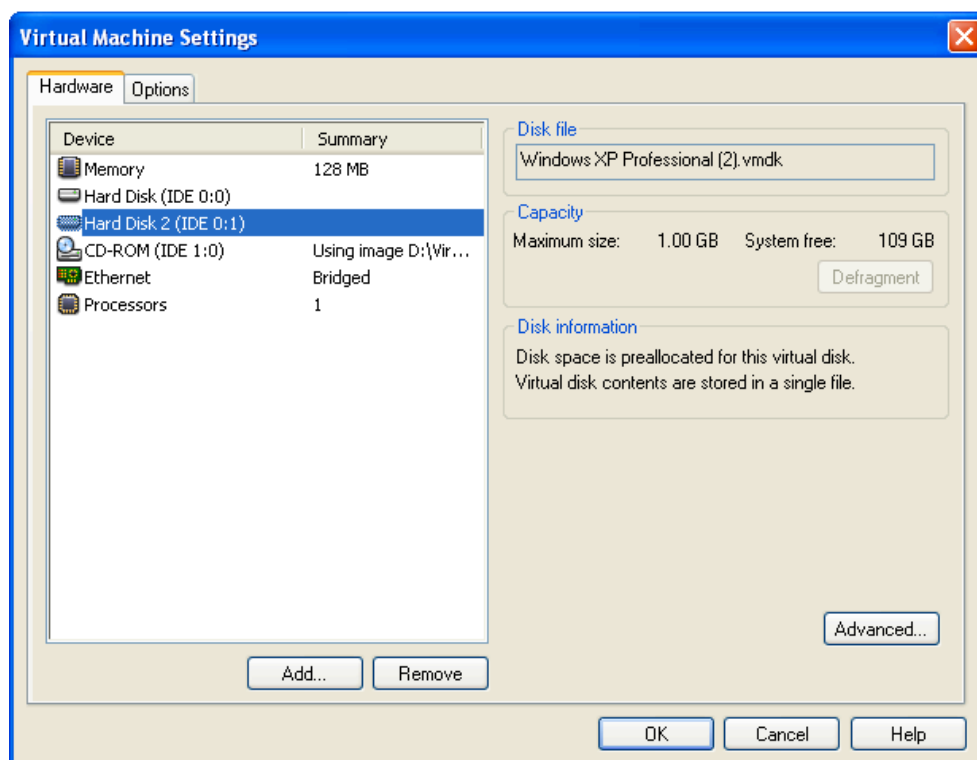 Virtual Machine Settings
Hardware Options
Device Summary
Memory 128 MB
Hard Disk (IDE 0:0)
Hard Disk 2 (IDE 0:1)
CD-ROM (IDE 1:0) Using image D:\Vir...
Ethernet Bridged
Processors 1
Add... Remove
Disk file
Windows XP Professional (2).vmdk
Capacity
Maximum size: 1.00 GB System free: 109 GB
Defragment
Disk information
Disk space is preallocated for this virtual disk.
Virtual disk contents are stored in a single file.
Advanced...
OK Cancel Help